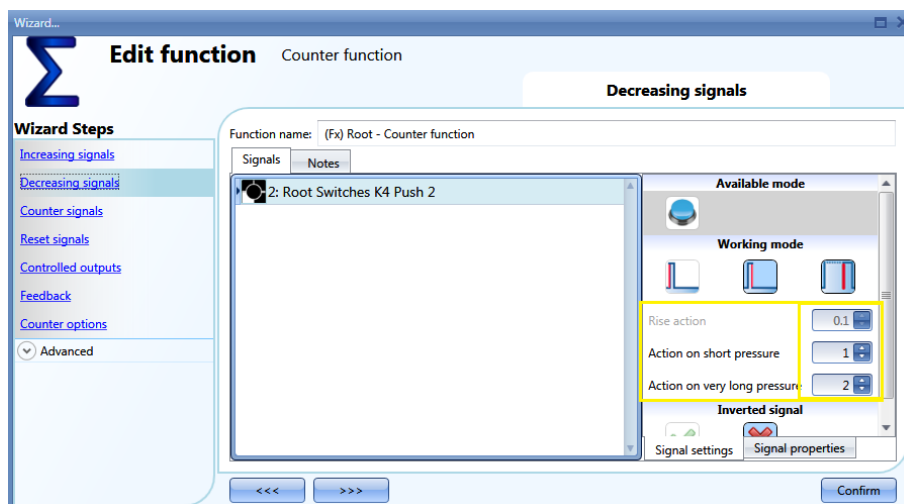 Wizard...
Edit function Counter function
Decreasing signals
Wizard Steps
Increasing signals
Decreasing signals
Counter signals
Reset signals
Controlled outputs
Feedback
Counter options
Advanced
Function name: (Fx) Root - Counter function
Signals Notes
2: Root Switches K4 Push 2
Available mode
Working mode
Rise action 0.1
Action on short pressure 1
Action on very long pressure 2
Inverted signal
Signal settings Signal properties
<<< >>> Confirm